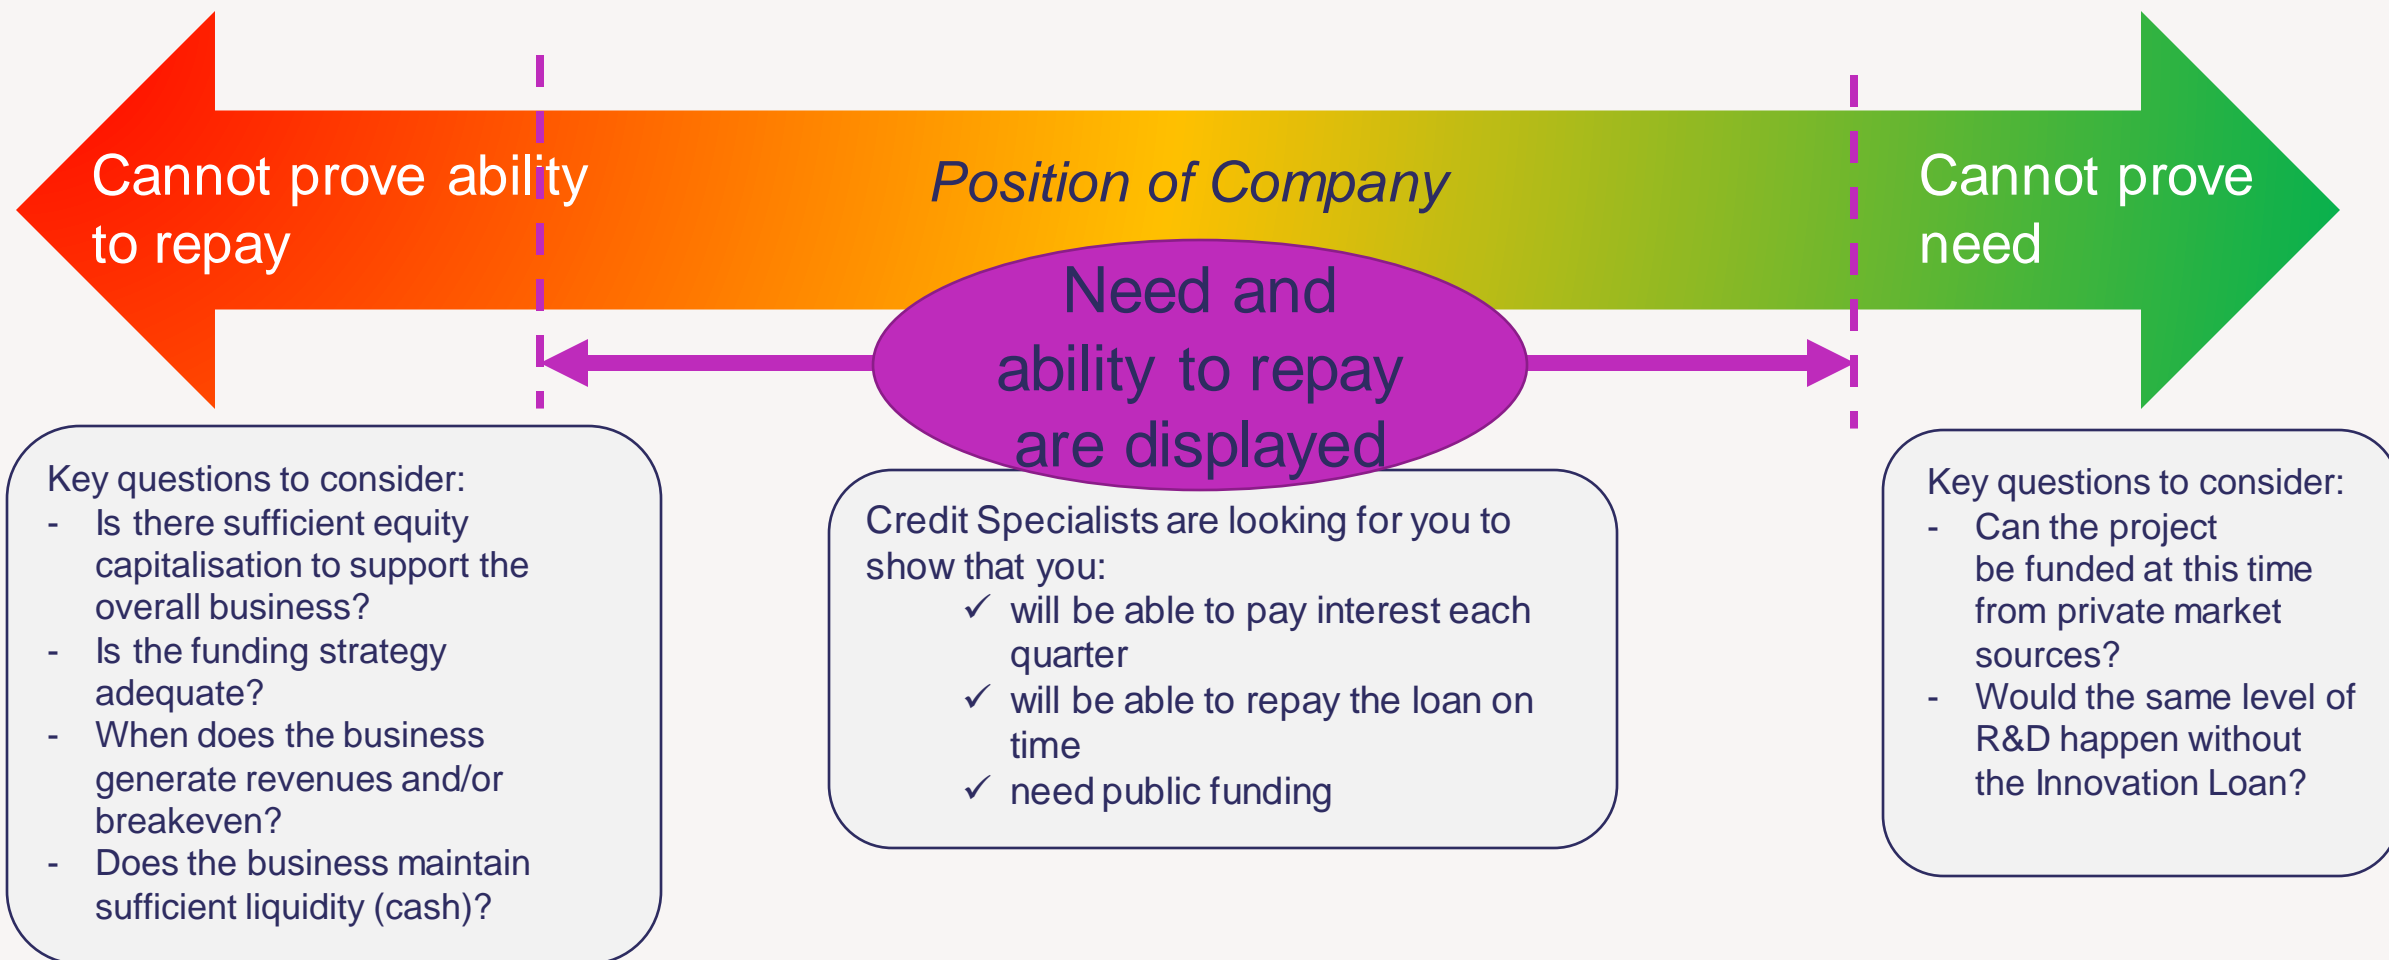 Cannot prove ability
to repay
Position of Company
Cannot prove
need
Need and
ability to repay
are displayed
Key questions to consider:
- Is there sufficient equity
capitalisation to support the
overall business?
- Is the funding strategy
adequate?
- When does the business
generate revenues and/or
breakeven?
- Does the business maintain
sufficient liquidity (cash)?
Credit Specialists are looking for you to
show that you:
✓ will be able to pay interest each
quarter
✓ will be able to repay the loan on
time
✓ need public funding
Key questions to consider:
- Can the project
be funded at this time
from private market
sources?
- Would the same level of
R&D happen without
the Innovation Loan?